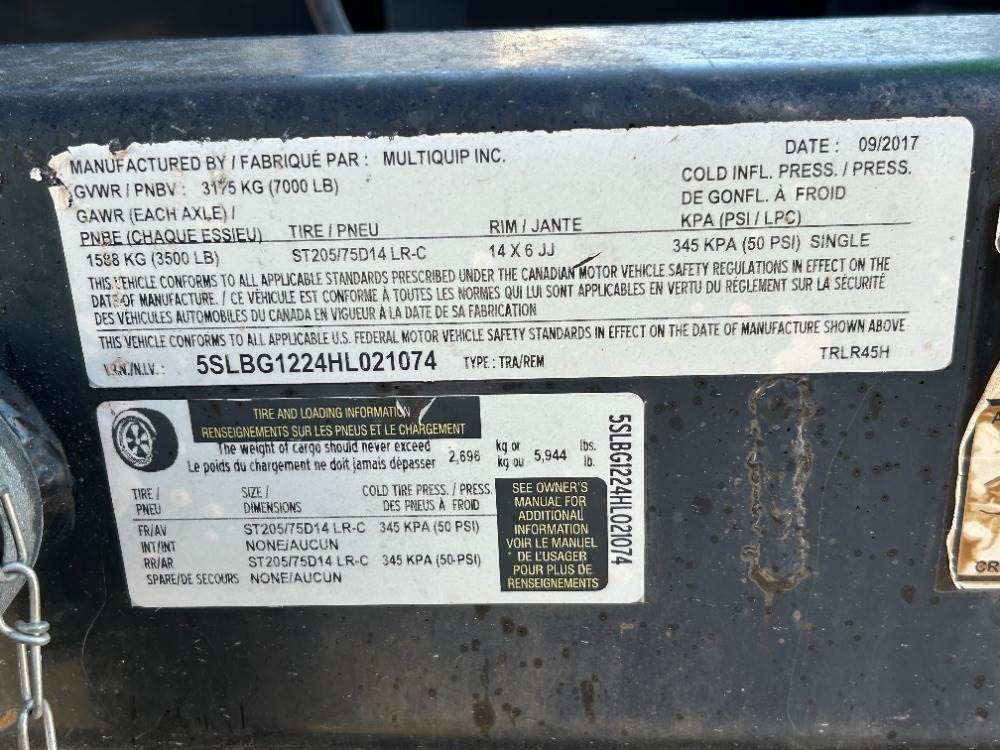 MANUFACTURED BY / FABRIQUÉ PAR : MULTIQUIP INC. DATE : 09/2017
GVWR / PNBV : 3175 KG (7000 LB) COLD INFL. PRESS. / PRESS.
GAWR (EACH AXLE) / DE GONFL. À FROID
PNBE (CHAQUE ESSIEU) TIRE / PNEU RIM / JANTE KPA (PSI / LPC)
1588 KG (3500 LB) ST205/75D14 LR-C 14 X 6 JJ 345 KPA (50 PSI) SINGLE
THIS VEHICLE CONFORMS TO ALL APPLICABLE STANDARDS PRESCRIBED UNDER THE CANADIAN MOTOR VEHICLE SAFETY REGULATIONS IN EFFECT ON THE
DATE OF MANUFACTURE. / CE VÉHICULE EST CONFORME À TOUTES LES NORMES QUI LUI SONT APPLICABLES EN VERTU DU RÈGLEMENT SUR LA SÉCURITÉ
DES VÉHICULES AUTOMOBILES DU CANADA EN VIGUEUR À LA DATE DE SA FABRICATION
THIS VEHICLE CONFORMS TO ALL APPLICABLE U.S. FEDERAL MOTOR VEHICLE SAFETY STANDARDS IN EFFECT ON THE DATE OF MANUFACTURE SHOWN ABOVE
V.I.N./N.I.V. : 5SLBG1224HL021074 TYPE : TRA/REM TRLR45H
TIRE AND LOADING INFORMATION
RENSEIGNEMENTS SUR LES PNEUS ET LE CHARGEMENT
The weight of cargo should never exceed 2,696 kg or 5,944 lbs.
Le poids du chargement ne doit jamais dépasser kg ou lb.
TIRE / SIZE / COLD TIRE PRESS. / PRESS.
PNEU DIMENSIONS DES PNEUS À FROID
FR/AV ST205/75D14 LR-C 345 KPA (50 PSI)
INT/INT NONE/AUCUN
RR/AR ST205/75D14 LR-C 345 KPA (50 PSI)
SPARE/DE SECOURS NONE/AUCUN
SEE OWNER'S
MANUAL FOR
ADDITIONAL
INFORMATION
VOIR LE MANUEL
DE L'USAGER
POUR PLUS DE
RENSEIGNEMENTS
5SLBG1224HL021074